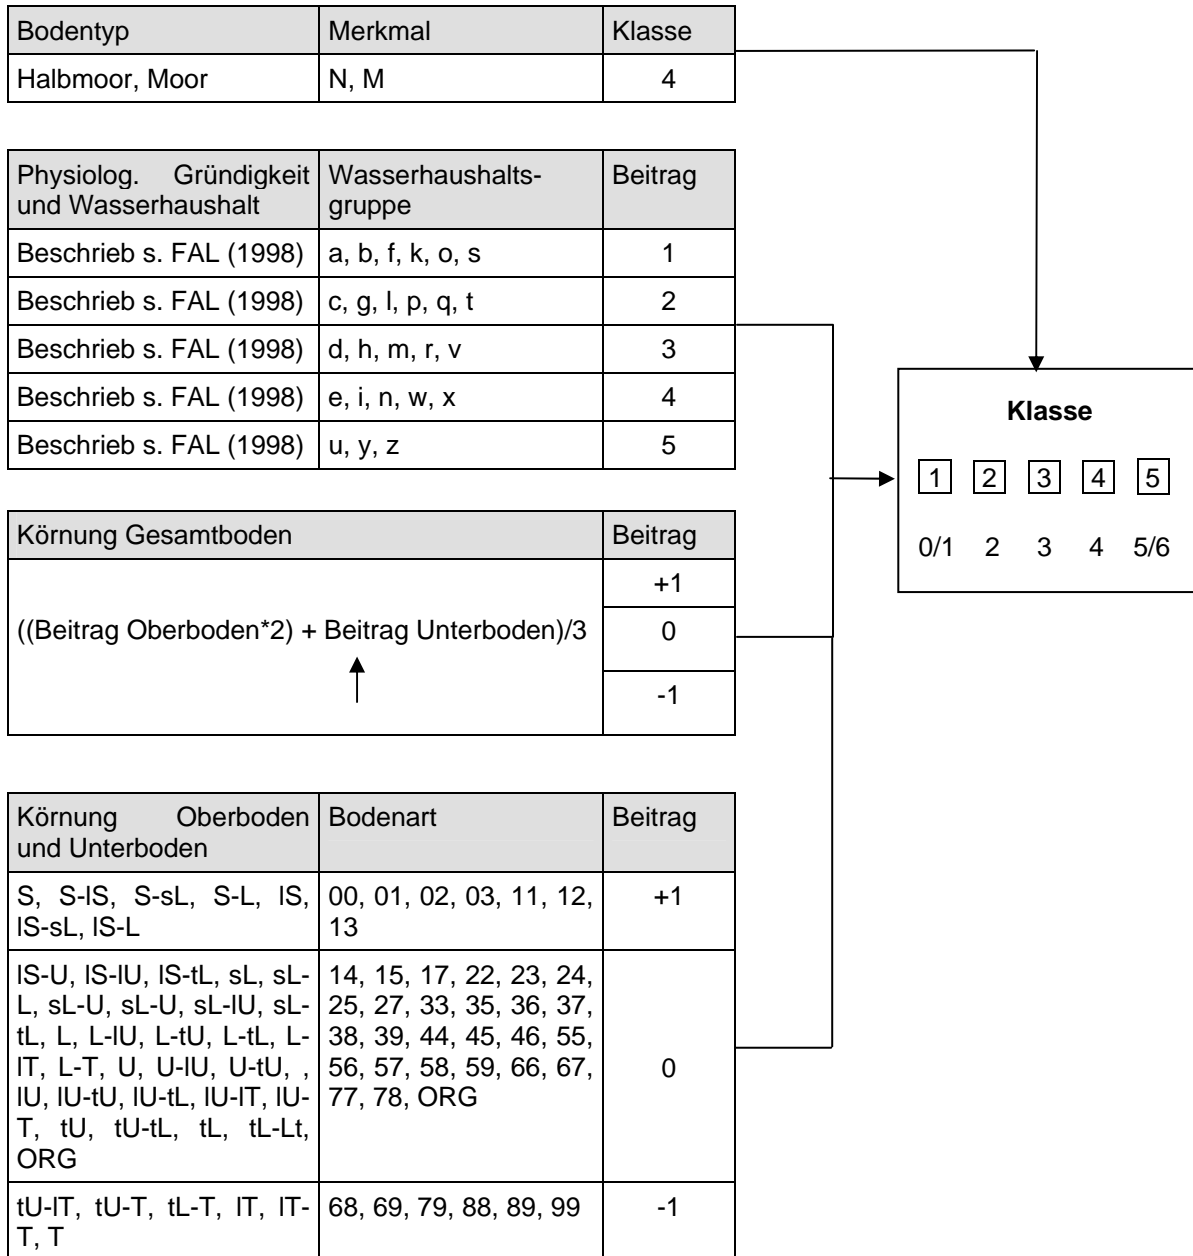 Bodentyp Merkmal Klasse
Halbmoor, Moor N, M 4
Physiolog. Gründigkeit Wasserhaushalts- Beitrag
und Wasserhaushalt gruppe
Beschrieb s. FAL (1998) a, b, f, k, o, s 1
Beschrieb s. FAL (1998) c, g, l, p, q, t 2
Beschrieb s. FAL (1998) d, h, m, r, v 3
Beschrieb s. FAL (1998) e, i, n, w, x 4
Beschrieb s. FAL (1998) u, y, z 5
Klasse
1 2 3 4 5
0/1 2 3 4 5/6
Körnung Gesamtboden Beitrag
+1
((Beitrag Oberboden*2) + Beitrag Unterboden)/3 0
-1
Körnung Oberboden Bodenart Beitrag
und Unterboden
S, S-lS, S-sL, S-L, lS, 00, 01, 02, 03, 11, 12, +1
lS-sL, lS-L 13
lS-U, lS-lU, lS-tL, sL, sL- 14, 15, 17, 22, 23, 24,
L, sL-U, sL-U, sL-lU, sL- 25, 27, 33, 35, 36, 37,
tL, L, L-lU, L-tU, L-tL, L- 38, 39, 44, 45, 46, 55,
lT, L-T, U, U-lU, U-tU, , 56, 57, 58, 59, 66, 67, 0
lU, lU-tU, lU-tL, lU-lT, lU- 77, 78, ORG
T, tU, tU-tL, tL, tL-Lt,
ORG
tU-lT, tU-T, tL-T, lT, lT- 68, 69, 79, 88, 89, 99 -1
T, T